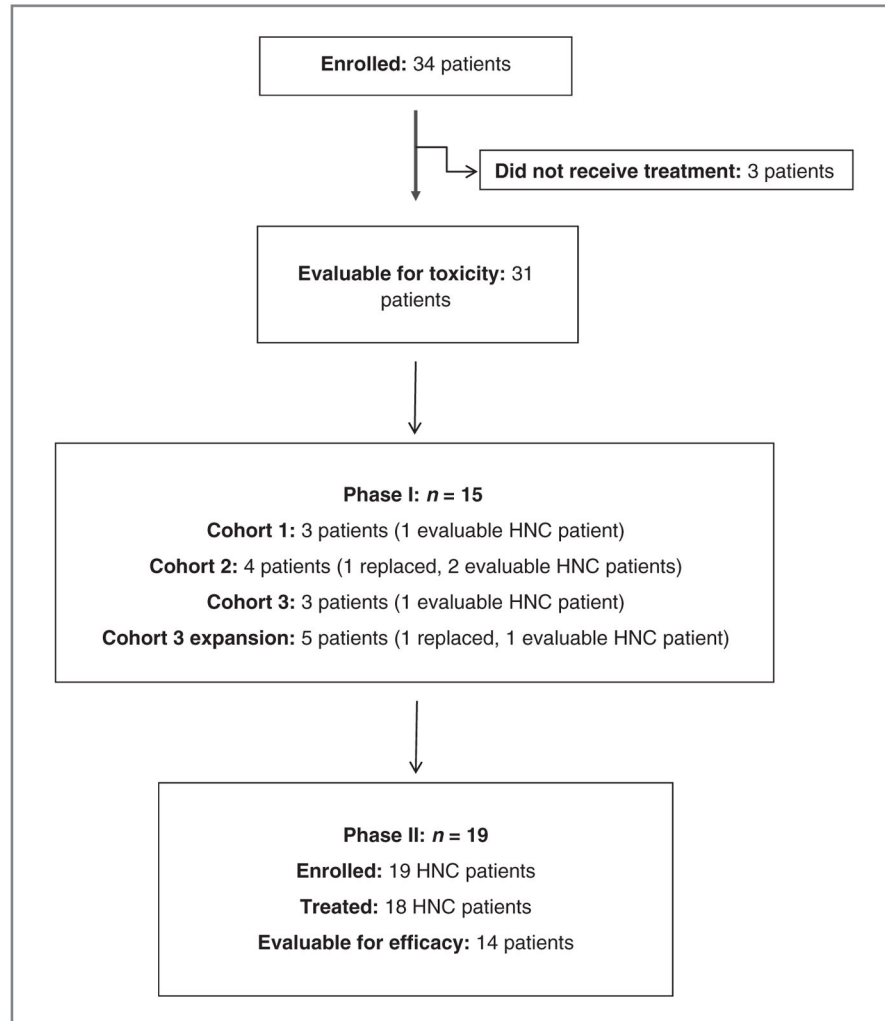 Enrolled: 34 patients
Did not receive treatment: 3 patients
Evaluable for toxicity: 31
patients
Phase I: n = 15
Cohort 1: 3 patients (1 evaluable HNC patient)
Cohort 2: 4 patients (1 replaced, 2 evaluable HNC patients)
Cohort 3: 3 patients (1 evaluable HNC patient)
Cohort 3 expansion: 5 patients (1 replaced, 1 evaluable HNC patient)
Phase II: n = 19
Enrolled: 19 HNC patients
Treated: 18 HNC patients
Evaluable for efficacy: 14 patients